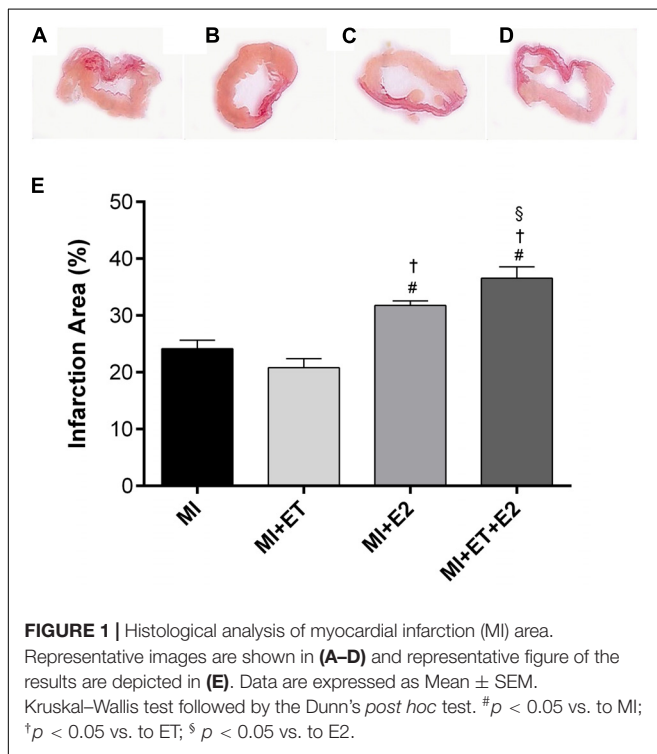 A B C D
E
50
§
†
†
#
#
40
30
20
10
0
Infarction Area (%)
MI
MI+ET
MI+E2
MI+ET+E2
FIGURE 1 | Histological analysis of myocardial infarction (MI) area.
Representative images are shown in (A–D) and representative figure of the
results are depicted in (E). Data are expressed as Mean ± SEM.
Kruskal–Wallis test followed by the Dunn's post hoc test. #p < 0.05 vs. to MI;
†p < 0.05 vs. to ET; § p < 0.05 vs. to E2.